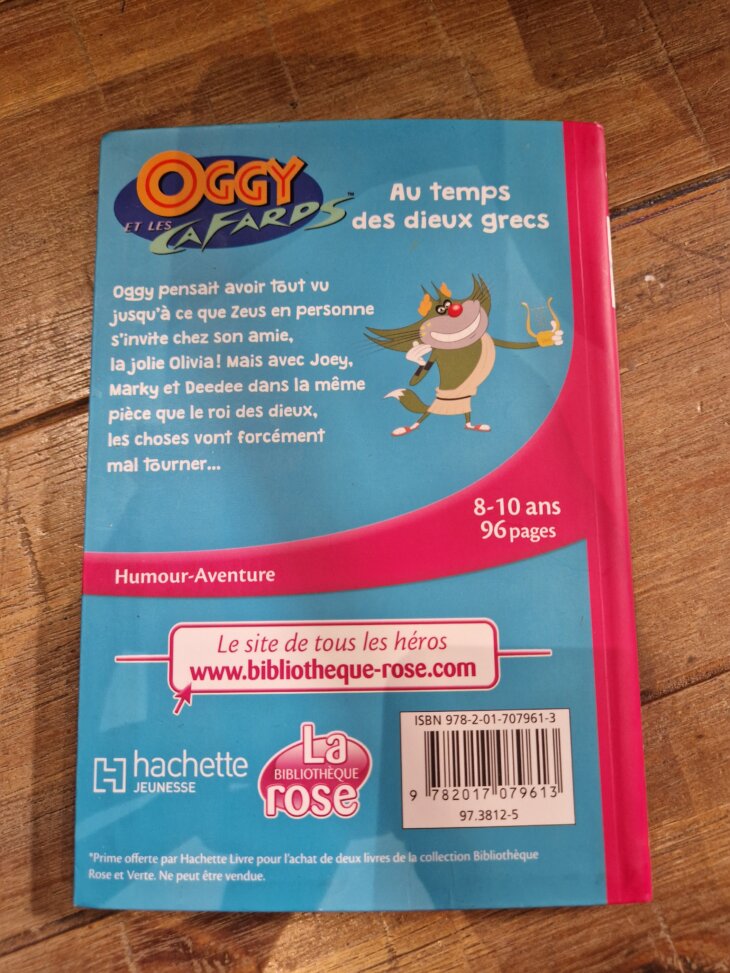 OGGY
ET LES
CAFARDS™
Au temps
des dieux grecs
Oggy pensait avoir tout vu
jusqu'à ce que Zeus en personne
s'invite chez son amie,
la jolie Olivia ! Mais avec Joey,
Marky et Deedee dans la même
pièce que le roi des dieux,
les choses vont forcément
mal tourner...
8-10 ans
96 pages
Humour-Aventure
Le site de tous les héros
www.bibliotheque-rose.com
hachette
JEUNESSE
La
BIBLIOTHÈQUE
rose
ISBN 978-2-01-707961-3
9 782017 079613
97.3812-5
*Prime offerte par Hachette Livre pour l'achat de deux livres de la collection Bibliothèque
Rose et Verte. Ne peut être vendue.